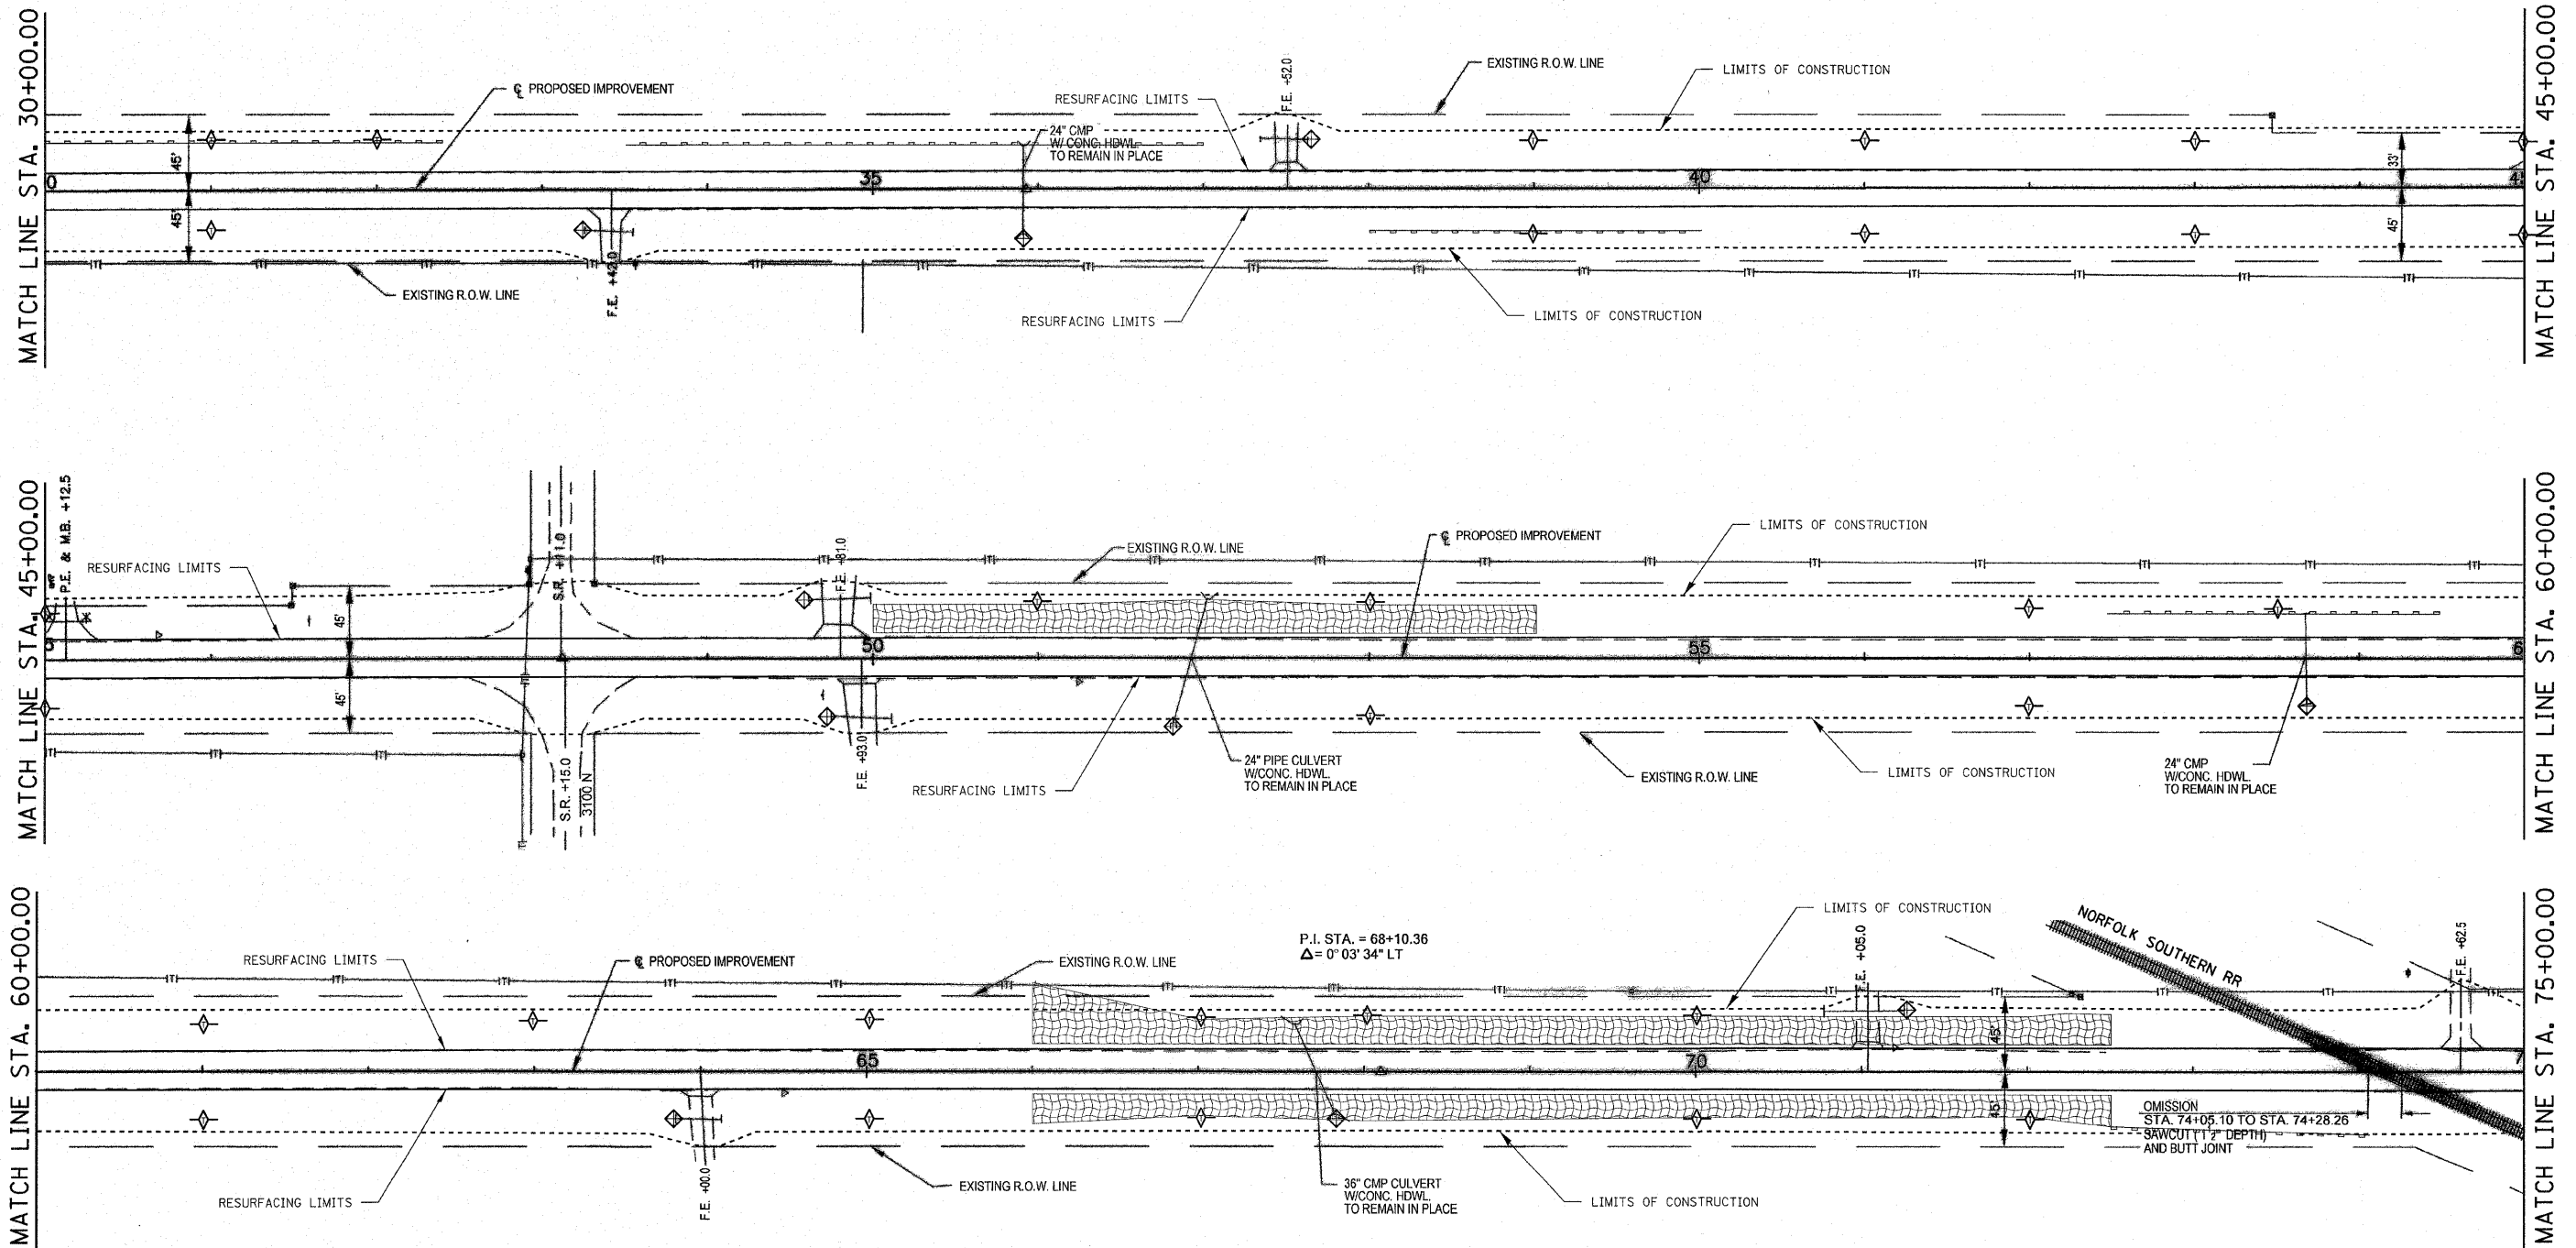 MATCH LINE STA. 30+00.00
℄ PROPOSED IMPROVEMENT
RESURFACING LIMITS
24" CMP
W/ CONC. HDWL.
TO REMAIN IN PLACE
F.E. +52.0
EXISTING R.O.W. LINE
LIMITS OF CONSTRUCTION
45'
45'
35
40
33'
45'
EXISTING R.O.W. LINE
F.E. +42.0
RESURFACING LIMITS
LIMITS OF CONSTRUCTION
MATCH LINE STA. 45+00.00
MATCH LINE STA. 45+00.00
P.E. & M.B. +12.5
RESURFACING LIMITS
45'
45'
S.R. +11.0
F.E. +81.0
EXISTING R.O.W. LINE
℄ PROPOSED IMPROVEMENT
LIMITS OF CONSTRUCTION
50
55
S.R. +15.0
3100 N
F.E. +93.0
RESURFACING LIMITS
24" PIPE CULVERT
W/CONC. HDWL.
TO REMAIN IN PLACE
EXISTING R.O.W. LINE
LIMITS OF CONSTRUCTION
24" CMP
W/CONC. HDWL.
TO REMAIN IN PLACE
MATCH LINE STA. 60+00.00
MATCH LINE STA. 60+00.00
RESURFACING LIMITS
℄ PROPOSED IMPROVEMENT
EXISTING R.O.W. LINE
P.I. STA. = 68+10.36
Δ = 0° 03' 34" LT
LIMITS OF CONSTRUCTION
F.E. +05.0
NORFOLK SOUTHERN RR
F.E. +62.5
65
70
45'
45'
RESURFACING LIMITS
F.E. +00.0
EXISTING R.O.W. LINE
36" CMP CULVERT
W/CONC. HDWL.
TO REMAIN IN PLACE
LIMITS OF CONSTRUCTION
OMISSION
STA. 74+05.10 TO STA. 74+28.26
SAWCUT DEPTH)
AND BUTT JOINT
MATCH LINE STA. 75+00.00